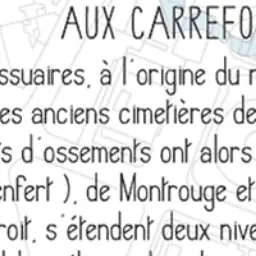 AUX CARREFO
ssuaires, à l'origine du
es anciens cimetières de
s d'ossements ont alors
enfert ), de Montrouge et
roit, s'étendent deux nive